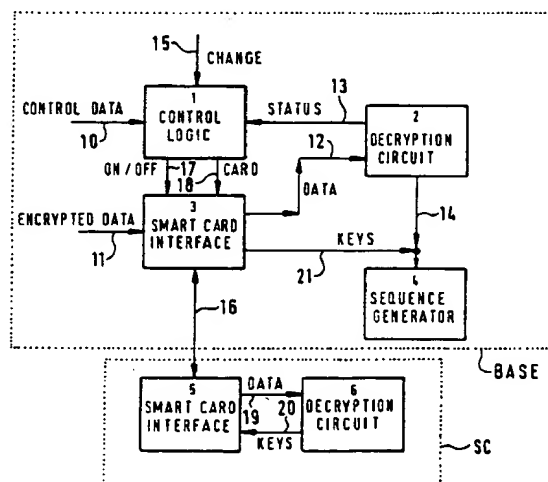 15
CHANGE
1
CONTROL
LOGIC
CONTROL DATA
10
STATUS
13
2
DECRYPTION
CIRCUIT
12
ON / OFF
17
18
CARD
DATA
14
ENCRYPTED DATA
11
3
SMART CARD
INTERFACE
KEYS
21
4
SEQUENCE
GENERATOR
16
BASE
5
SMART CARD
INTERFACE
DATA
19
20
KEYS
6
DECRYPTION
CIRCUIT
SC